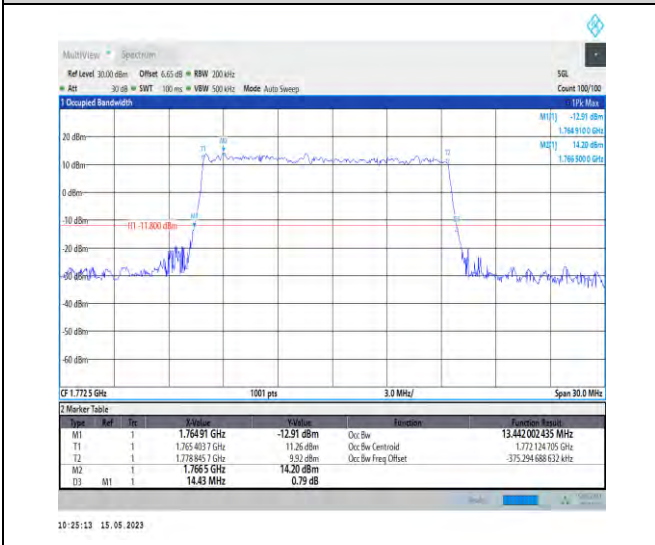 MultiView Spectrum
Ref Level 30.00 dBm Offset 6.65 dB RBW 200 kHz SGL
Att 30 dB SWT 100 ms VBW 500 kHz Mode Auto Sweep Count 100/100
1 Occupied Bandwidth 1Pk Max
M1[1] -12.91 dBm
1.764 910 0 GHz
M2[1] 14.20 dBm
1.766 500 0 GHz
20 dBm
T1 M2 T2
10 dBm
0 dBm
-10 dBm
H1 -11.800 dBm
M1 D3
-20 dBm
-30 dBm
-40 dBm
-50 dBm
-60 dBm
CF 1.772 5 GHz 1001 pts 3.0 MHz/ Span 30.0 MHz
2 Marker Table
Type Ref Trc X-Value Y-Value Function Function Result
M1 1 1.764 91 GHz -12.91 dBm Occ Bw 13.442 002 435 MHz
T1 1 1.765 403 7 GHz 11.26 dBm Occ Bw Centroid 1.772 124 705 GHz
T2 1 1.778 845 7 GHz 9.92 dBm Occ Bw Freq Offset -375.294 688 632 kHz
M2 1 1.766 5 GHz 14.20 dBm
D3 M1 1 14.43 MHz 0.79 dB
10:25:13 15.05.2023